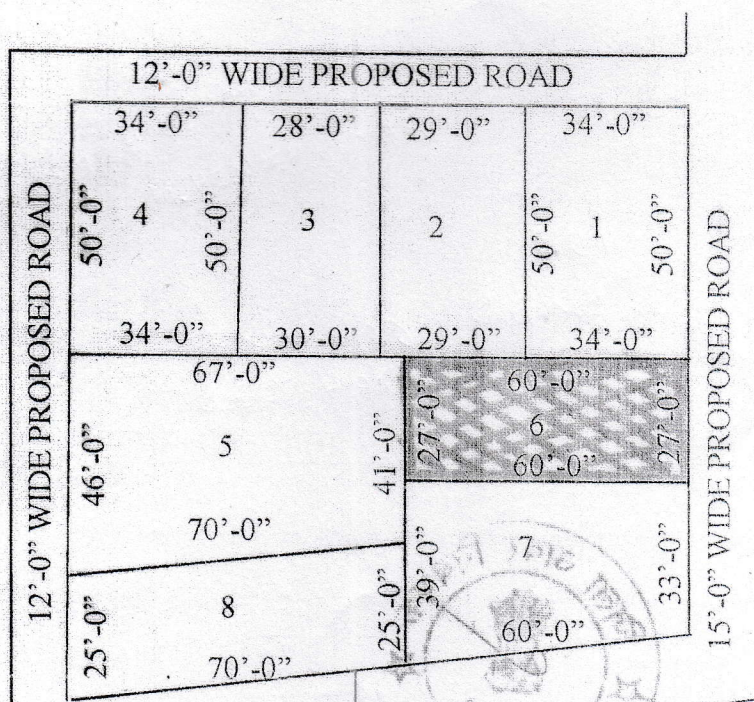 12'-0” WIDE PROPOSED ROAD
34'-0” 28'-0” 29'-0” 34'-0”
12'-0” WIDE PROPOSED ROAD
50'-0” 4 50'-0” 3 2 50'-0” 1 50'-0”
15'-0” WIDE PROPOSED ROAD
34'-0” 30'-0” 29'-0” 34'-0”
67'-0” 60'-0”
46'-0” 5 41'-0” 27'-0” 6 27'-0”
60'-0”
70'-0”
39'-0” 7 33'-0”
25'-0” 8 25'-0” 60'-0”
70'-0”